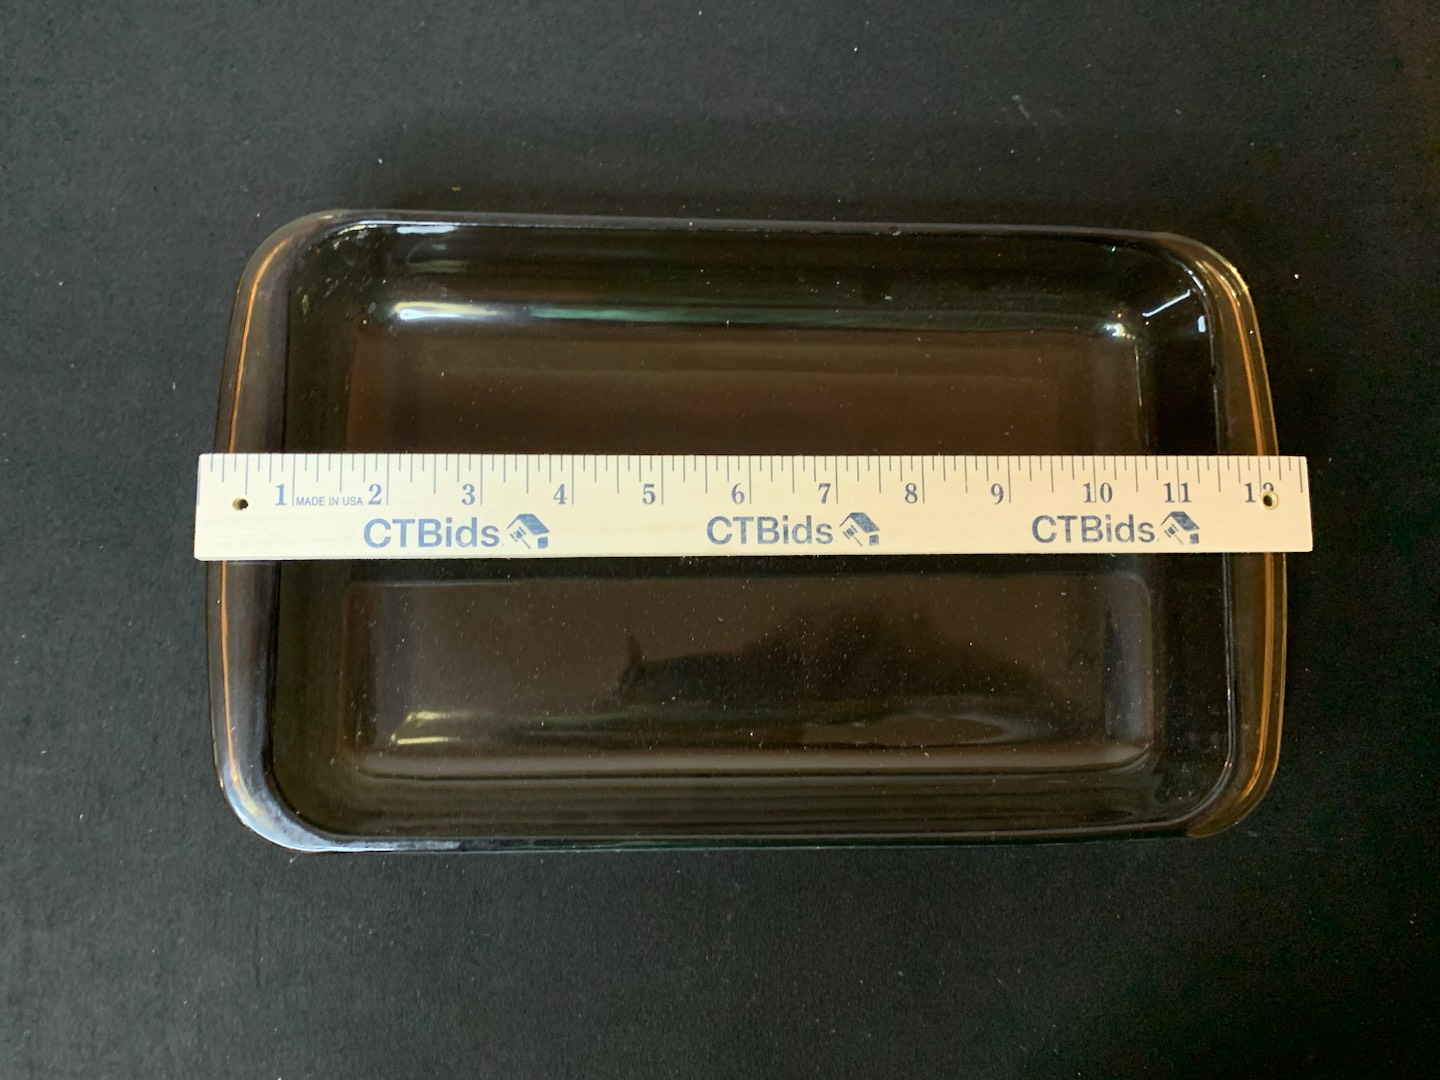 1 MADE IN USA 2 3 4 5 6 7 8 9 10 11 12
CTBids CTBids CTBids